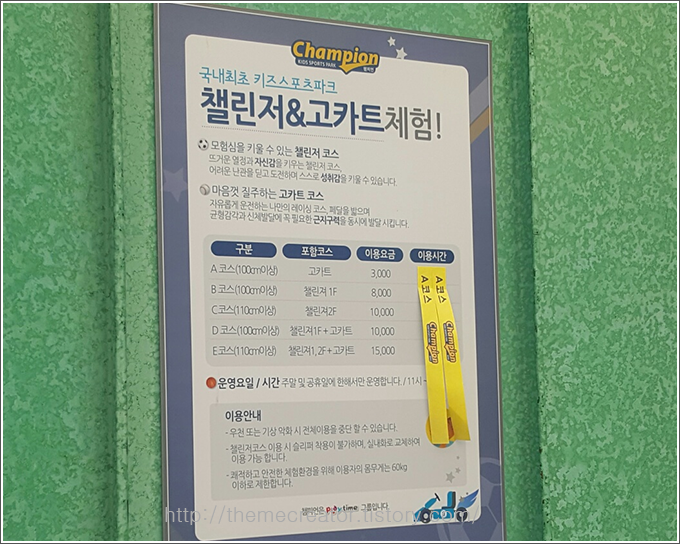 Champion
KIDS SPORTS PARK
챔피언
국내최초 키즈스포츠파크
챌린저&고카트체험!
모험심을 키울 수 있는 챌린저 코스
뜨거운 열정과 자신감을 키우는 챌린저 코스,
어려운 난관을 딛고 도전하며 스스로 성취감을 키울 수 있습니다.
마음껏 질주하는 고카트 코스
자유롭게 운전하는 나만의 레이싱 코스, 페달을 밟으며
균형감각과 신체발달에 꼭 필요한 근지구력을 동시에 발달 시킵니다.
구분 포함코스 이용요금 이용시간
A 코스(100cm이상) 고카트 3,000
B 코스(100cm이상) 챌린저 1F 8,000
C 코스(110cm이상) 챌린저2F 10,000
D 코스(100cm이상) 챌린저1F + 고카트 10,000
E코스(110cm이상) 챌린저1, 2F + 고카트 15,000
A 코스 Champion
A 코스 Champion
운영요일 / 시간 주말 및 공휴일에 한해서만 운영합니다. / 11시 ~
이용안내
- 우천 또는 기상 악화 시 전체이용을 중단 할 수 있습니다.
- 챌린저코스 이용 시 슬리퍼 착용이 불가하며, 실내화로 교체하여
이용 가능 합니다.
- 쾌적하고 안전한 체험환경을 위해 이용자의 몸무게는 60kg
이하로 제한합니다.
챔피언은 playtime 그룹입니다.
http://themecreator.tistory.com/